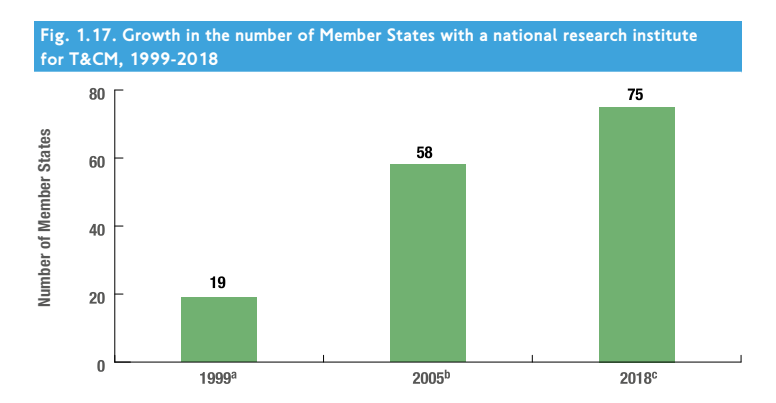 Fig. 1.17. Growth in the number of Member States with a national research institute
for T&CM, 1999-2018
Number of Member States
80
60
40
20
0
19
58
75
1999ᵃ
2005ᵇ
2018ᶜ